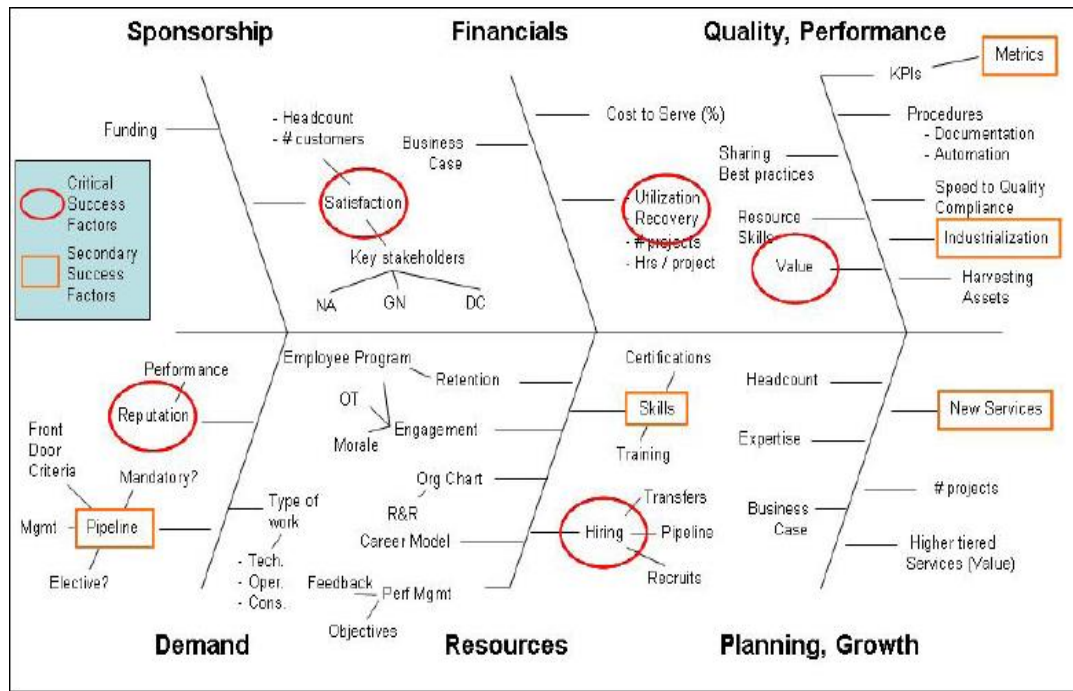 Sponsorship
Financials
Quality, Performance
Metrics
KPIs
Funding
- Headcount
- # customers
Business
Case
Cost to Serve (%)
Procedures
- Documentation
- Automation
Sharing
Best practices
Critical
Success
Factors
Satisfaction
- Utilization
- Recovery
- # projects
- Hrs / project
Speed to Quality
Compliance
Resource
Skills
Industrialization
Secondary
Success
Factors
Key stakeholders
NA
GN
DC
Value
Harvesting
Assets
Performance
Reputation
Front
Door
Criteria
Mandatory?
Mgmt
Pipeline
Elective?
Type of
work
- Tech.
- Oper.
- Cons.
Employee Program
Retention
OT
Engagement
Morale
Org Chart
R&R
Career Model
Feedback
Perf Mgmt
Objectives
Certifications
Skills
Training
Transfers
Hiring
Pipeline
Recruits
Headcount
New Services
Expertise
# projects
Business
Case
Higher tiered
Services (Value)
Demand
Resources
Planning, Growth